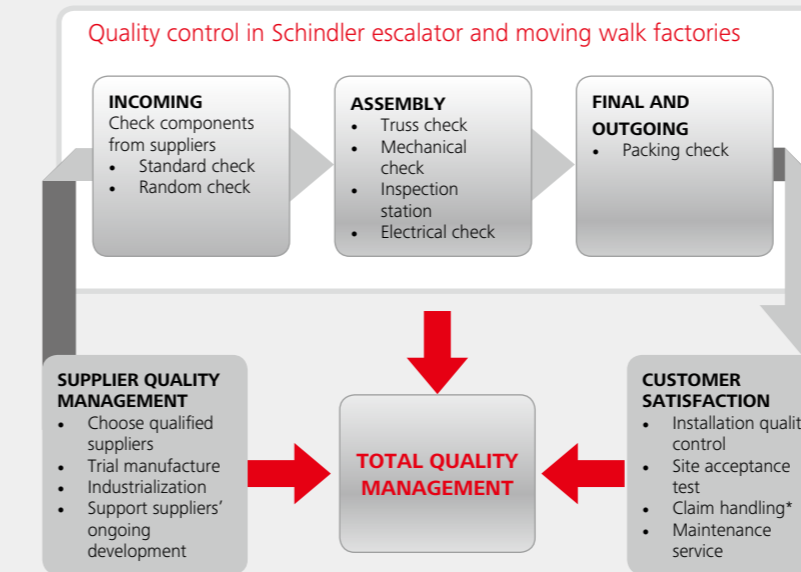 Quality control in Schindler escalator and moving walk factories
INCOMING
Check components
from suppliers
• Standard check
• Random check
ASSEMBLY
• Truss check
• Mechanical
check
• Inspection
station
• Electrical check
FINAL AND
OUTGOING
• Packing check
SUPPLIER QUALITY
MANAGEMENT
• Choose qualified
suppliers
• Trial manufacture
• Industrialization
• Support suppliers’
ongoing
development
TOTAL QUALITY
MANAGEMENT
CUSTOMER
SATISFACTION
• Installation qualit
control
• Site acceptance
test
• Claim handling*
• Maintenance
service